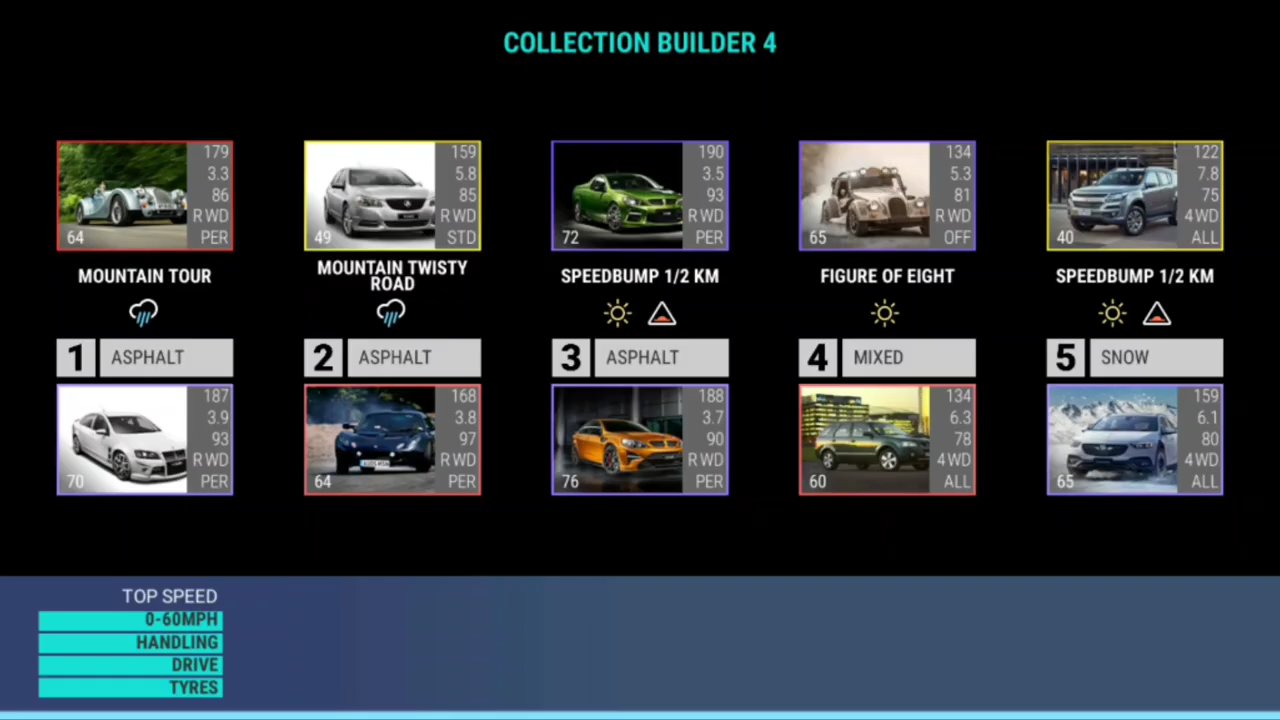 COLLECTION BUILDER 4
179
3.3
86
RWD
PER
64
159
5.8
85
RWD
STD
49
190
3.5
93
RWD
PER
72
134
5.3
81
RWD
OFF
65
122
7.8
75
4WD
ALL
40
MOUNTAIN TOUR
MOUNTAIN TWISTY
ROAD
SPEEDBUMP 1/2 KM
FIGURE OF EIGHT
SPEEDBUMP 1/2 KM
1 ASPHALT
2 ASPHALT
3 ASPHALT
4 MIXED
5 SNOW
187
3.9
93
RWD
PER
70
168
3.8
97
RWD
PER
64
188
3.7
90
RWD
PER
76
134
6.3
78
4WD
ALL
60
159
6.1
80
4WD
ALL
65
TOP SPEED
0-60MPH
HANDLING
DRIVE
TYRES